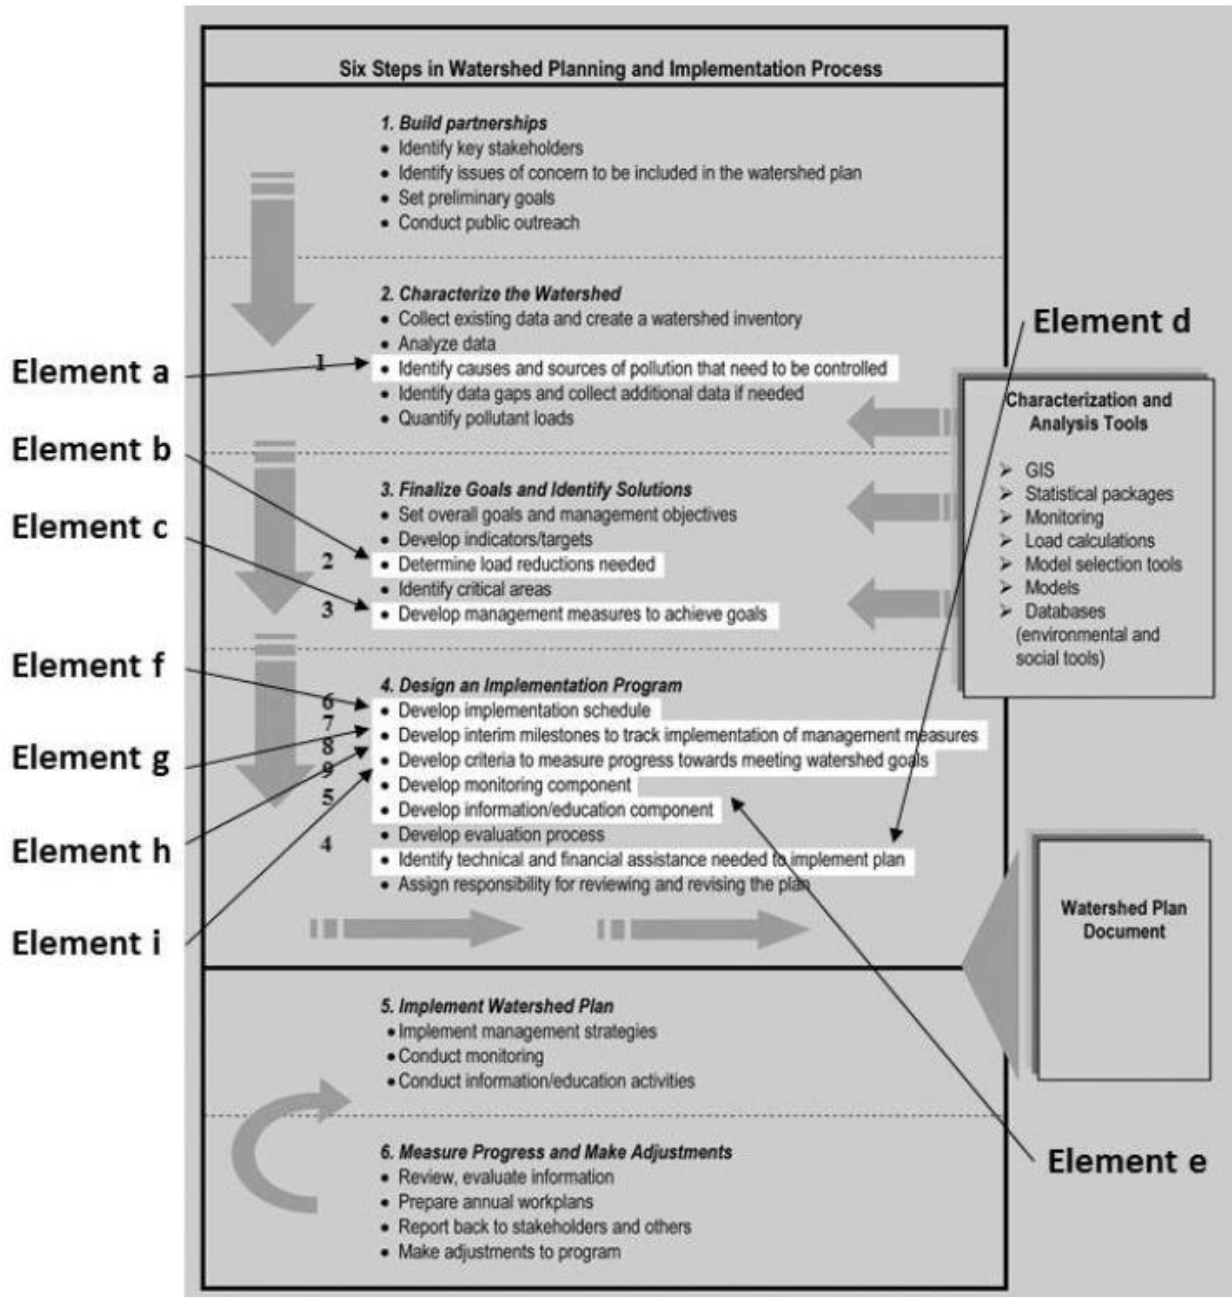 Six Steps in Watershed Planning and Implementation Process
1. Build partnerships
• Identify key stakeholders
• Identify issues of concern to be included in the watershed plan
• Set preliminary goals
• Conduct public outreach
2. Characterize the Watershed
• Collect existing data and create a watershed inventory
• Analyze data
1 • Identify causes and sources of pollution that need to be controlled
• Identify data gaps and collect additional data if needed
• Quantify pollutant loads
3. Finalize Goals and Identify Solutions
• Set overall goals and management objectives
• Develop indicators/targets
2 • Determine load reductions needed
• Identify critical areas
3 • Develop management measures to achieve goals
4. Design an Implementation Program
6 • Develop implementation schedule
7 • Develop interim milestones to track implementation of management measures
8 • Develop criteria to measure progress towards meeting watershed goals
9 • Develop monitoring component
5 • Develop information/education component
• Develop evaluation process
4 • Identify technical and financial assistance needed to implement plan
• Assign responsibility for reviewing and revising the plan
5. Implement Watershed Plan
• Implement management strategies
• Conduct monitoring
• Conduct information/education activities
6. Measure Progress and Make Adjustments
• Review, evaluate information
• Prepare annual workplans
• Report back to stakeholders and others
• Make adjustments to program
Element a
Element b
Element c
Element f
Element g
Element h
Element i
Element d
Characterization and
Analysis Tools
➢ GIS
➢ Statistical packages
➢ Monitoring
➢ Load calculations
➢ Model selection tools
➢ Models
➢ Databases
(environmental and
social tools)
Watershed Plan
Document
Element e